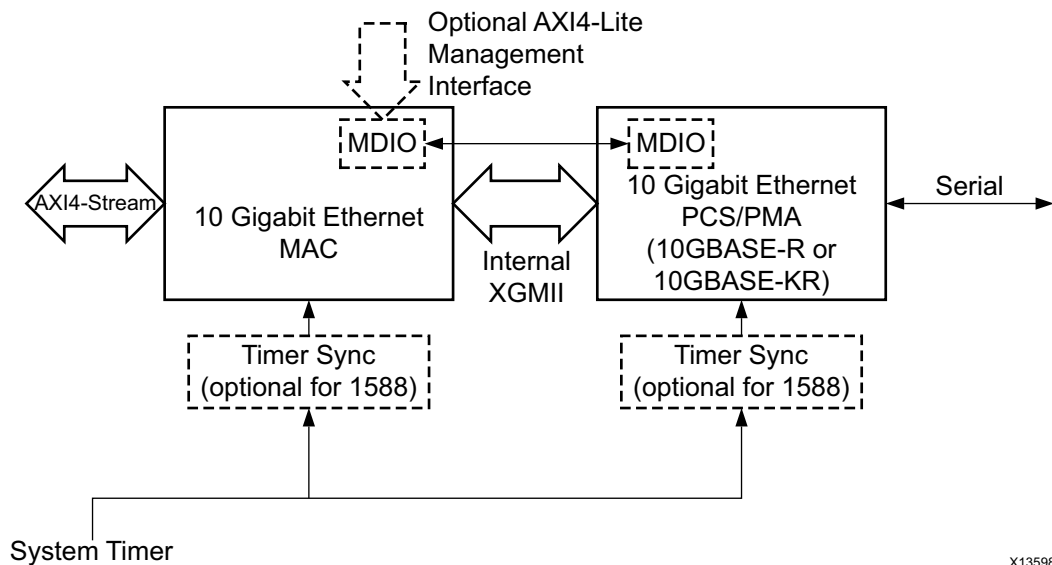 Optional AXI4-Lite
Management
Interface
MDIO
MDIO
AXI4-Stream
10 Gigabit Ethernet
MAC
Internal
XGMII
10 Gigabit Ethernet
PCS/PMA
(10GBASE-R or
10GBASE-KR)
Serial
Timer Sync
(optional for 1588)
Timer Sync
(optional for 1588)
System Timer
X13598